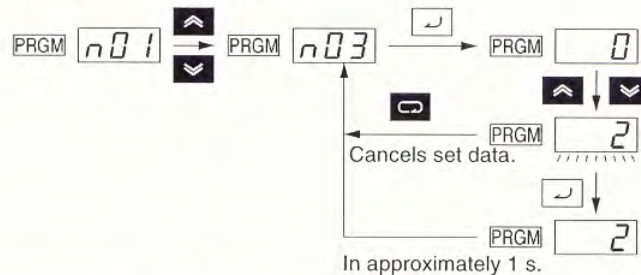 PRGM n01 PRGM n03 PRGM 0
PRGM 2
Cancels set data.
PRGM 2
In approximately 1 s.